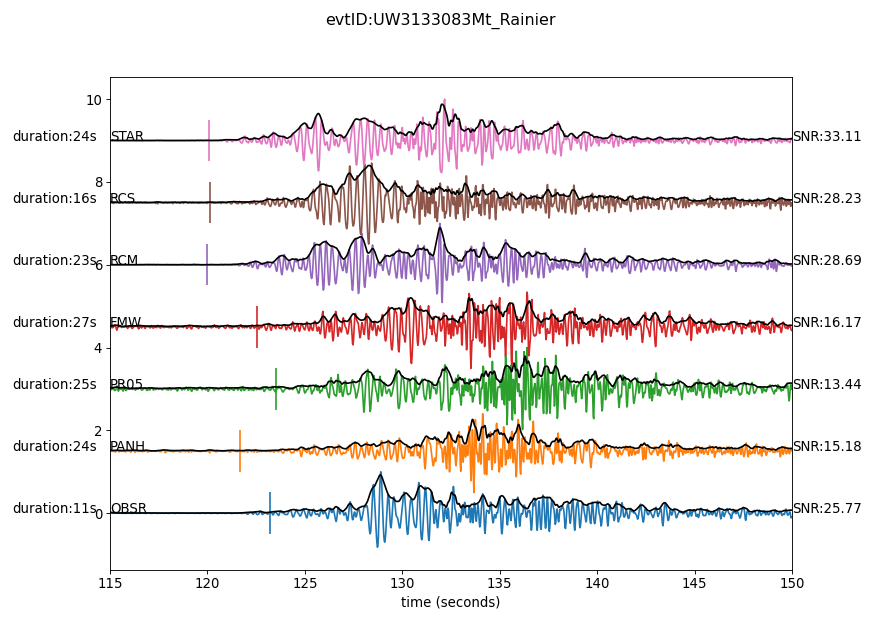 evtID:UW3133083Mt_Rainier
10
duration:24s STAR SNR:33.11
8
duration:16s RCS SNR:28.23
duration:23s RCM SNR:28.69
6
duration:27s FMW SNR:16.17
4
duration:25s PR05 SNR:13.44
2
duration:24s PANH SNR:15.18
duration:11s OBSR SNR:25.77
0
115 120 125 130 135 140 145 150
time (seconds)